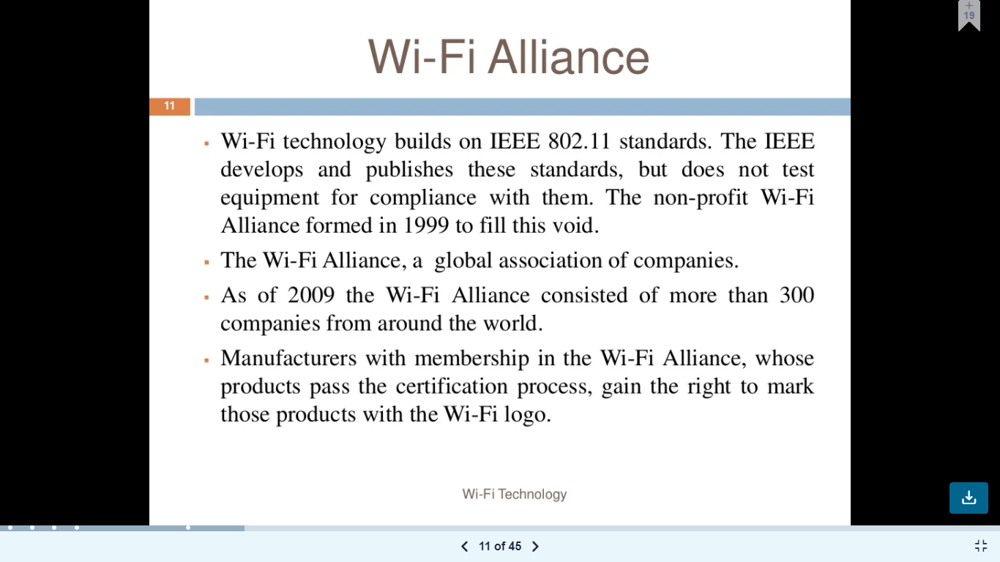 +
19
Wi-Fi Alliance
11
▪ Wi-Fi technology builds on IEEE 802.11 standards. The IEEE
develops and publishes these standards, but does not test
equipment for compliance with them. The non-profit Wi-Fi
Alliance formed in 1999 to fill this void.
▪ The Wi-Fi Alliance, a  global association of companies.
▪ As of 2009 the Wi-Fi Alliance consisted of more than 300
companies from around the world.
▪ Manufacturers with membership in the Wi-Fi Alliance, whose
products pass the certification process, gain the right to mark
those products with the Wi-Fi logo.
Wi-Fi Technology
11 of 45